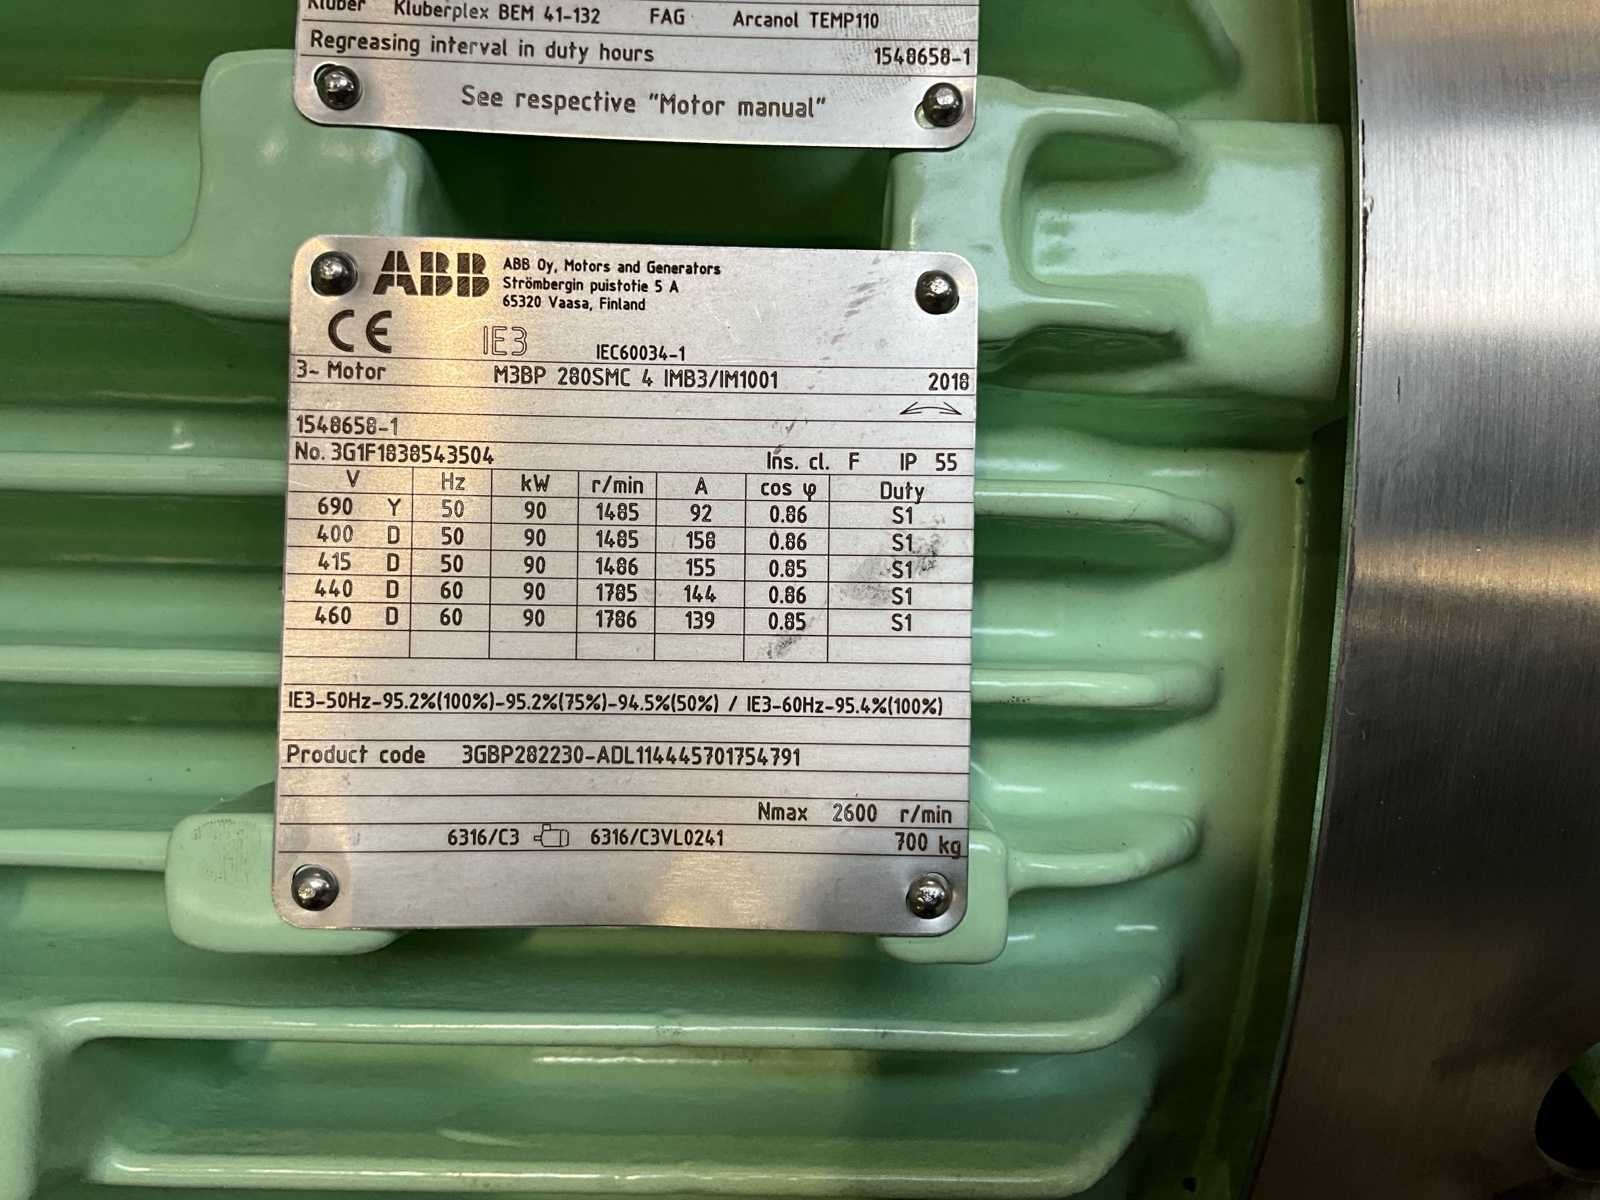 Kluber Kluberplex BEM 41-132 FAG Arcanol TEMP110
Regreasing interval in duty hours 1548658-1
See respective "Motor manual"
ABB ABB Oy, Motors and Generators
Strömbergin puistotie 5 A
65320 Vaasa, Finland
CE IE3 IEC60034-1
3~ Motor M3BP 280SMC 4 IMB3/IM1001 2018
1548658-1
No. 3G1F1838543504 Ins. cl. F IP 55
V Hz kW r/min A cos φ Duty
690 Y 50 90 1485 92 0.86 S1
400 D 50 90 1485 158 0.86 S1
415 D 50 90 1486 155 0.85 S1
440 D 60 90 1785 144 0.86 S1
460 D 60 90 1786 139 0.85 S1
IE3-50Hz-95.2%(100%)-95.2%(75%)-94.5%(50%) / IE3-60Hz-95.4%(100%)
Product code 3GBP282230-ADL114445701754791
Nmax 2600 r/min
6316/C3 6316/C3VL0241 700 kg